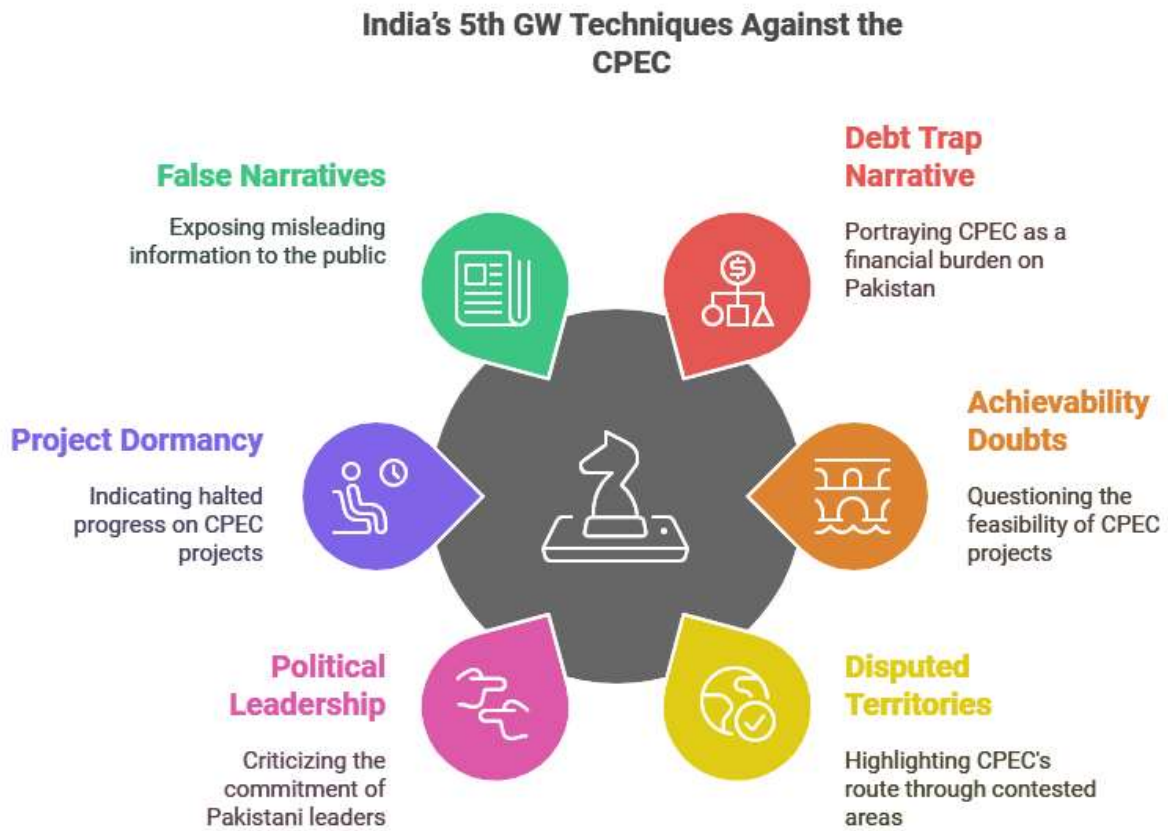 India's 5th GW Techniques Against the
CPEC
False Narratives
Exposing misleading
information to the public
Debt Trap
Narrative
Portraying CPEC as a
financial burden on
Pakistan
Project Dormancy
Indicating halted
progress on CPEC
projects
Achievability
Doubts
Questioning the
feasibility of CPEC
projects
Political
Leadership
Criticizing the
commitment of
Pakistani leaders
Disputed
Territories
Highlighting CPEC's
route through contested
areas